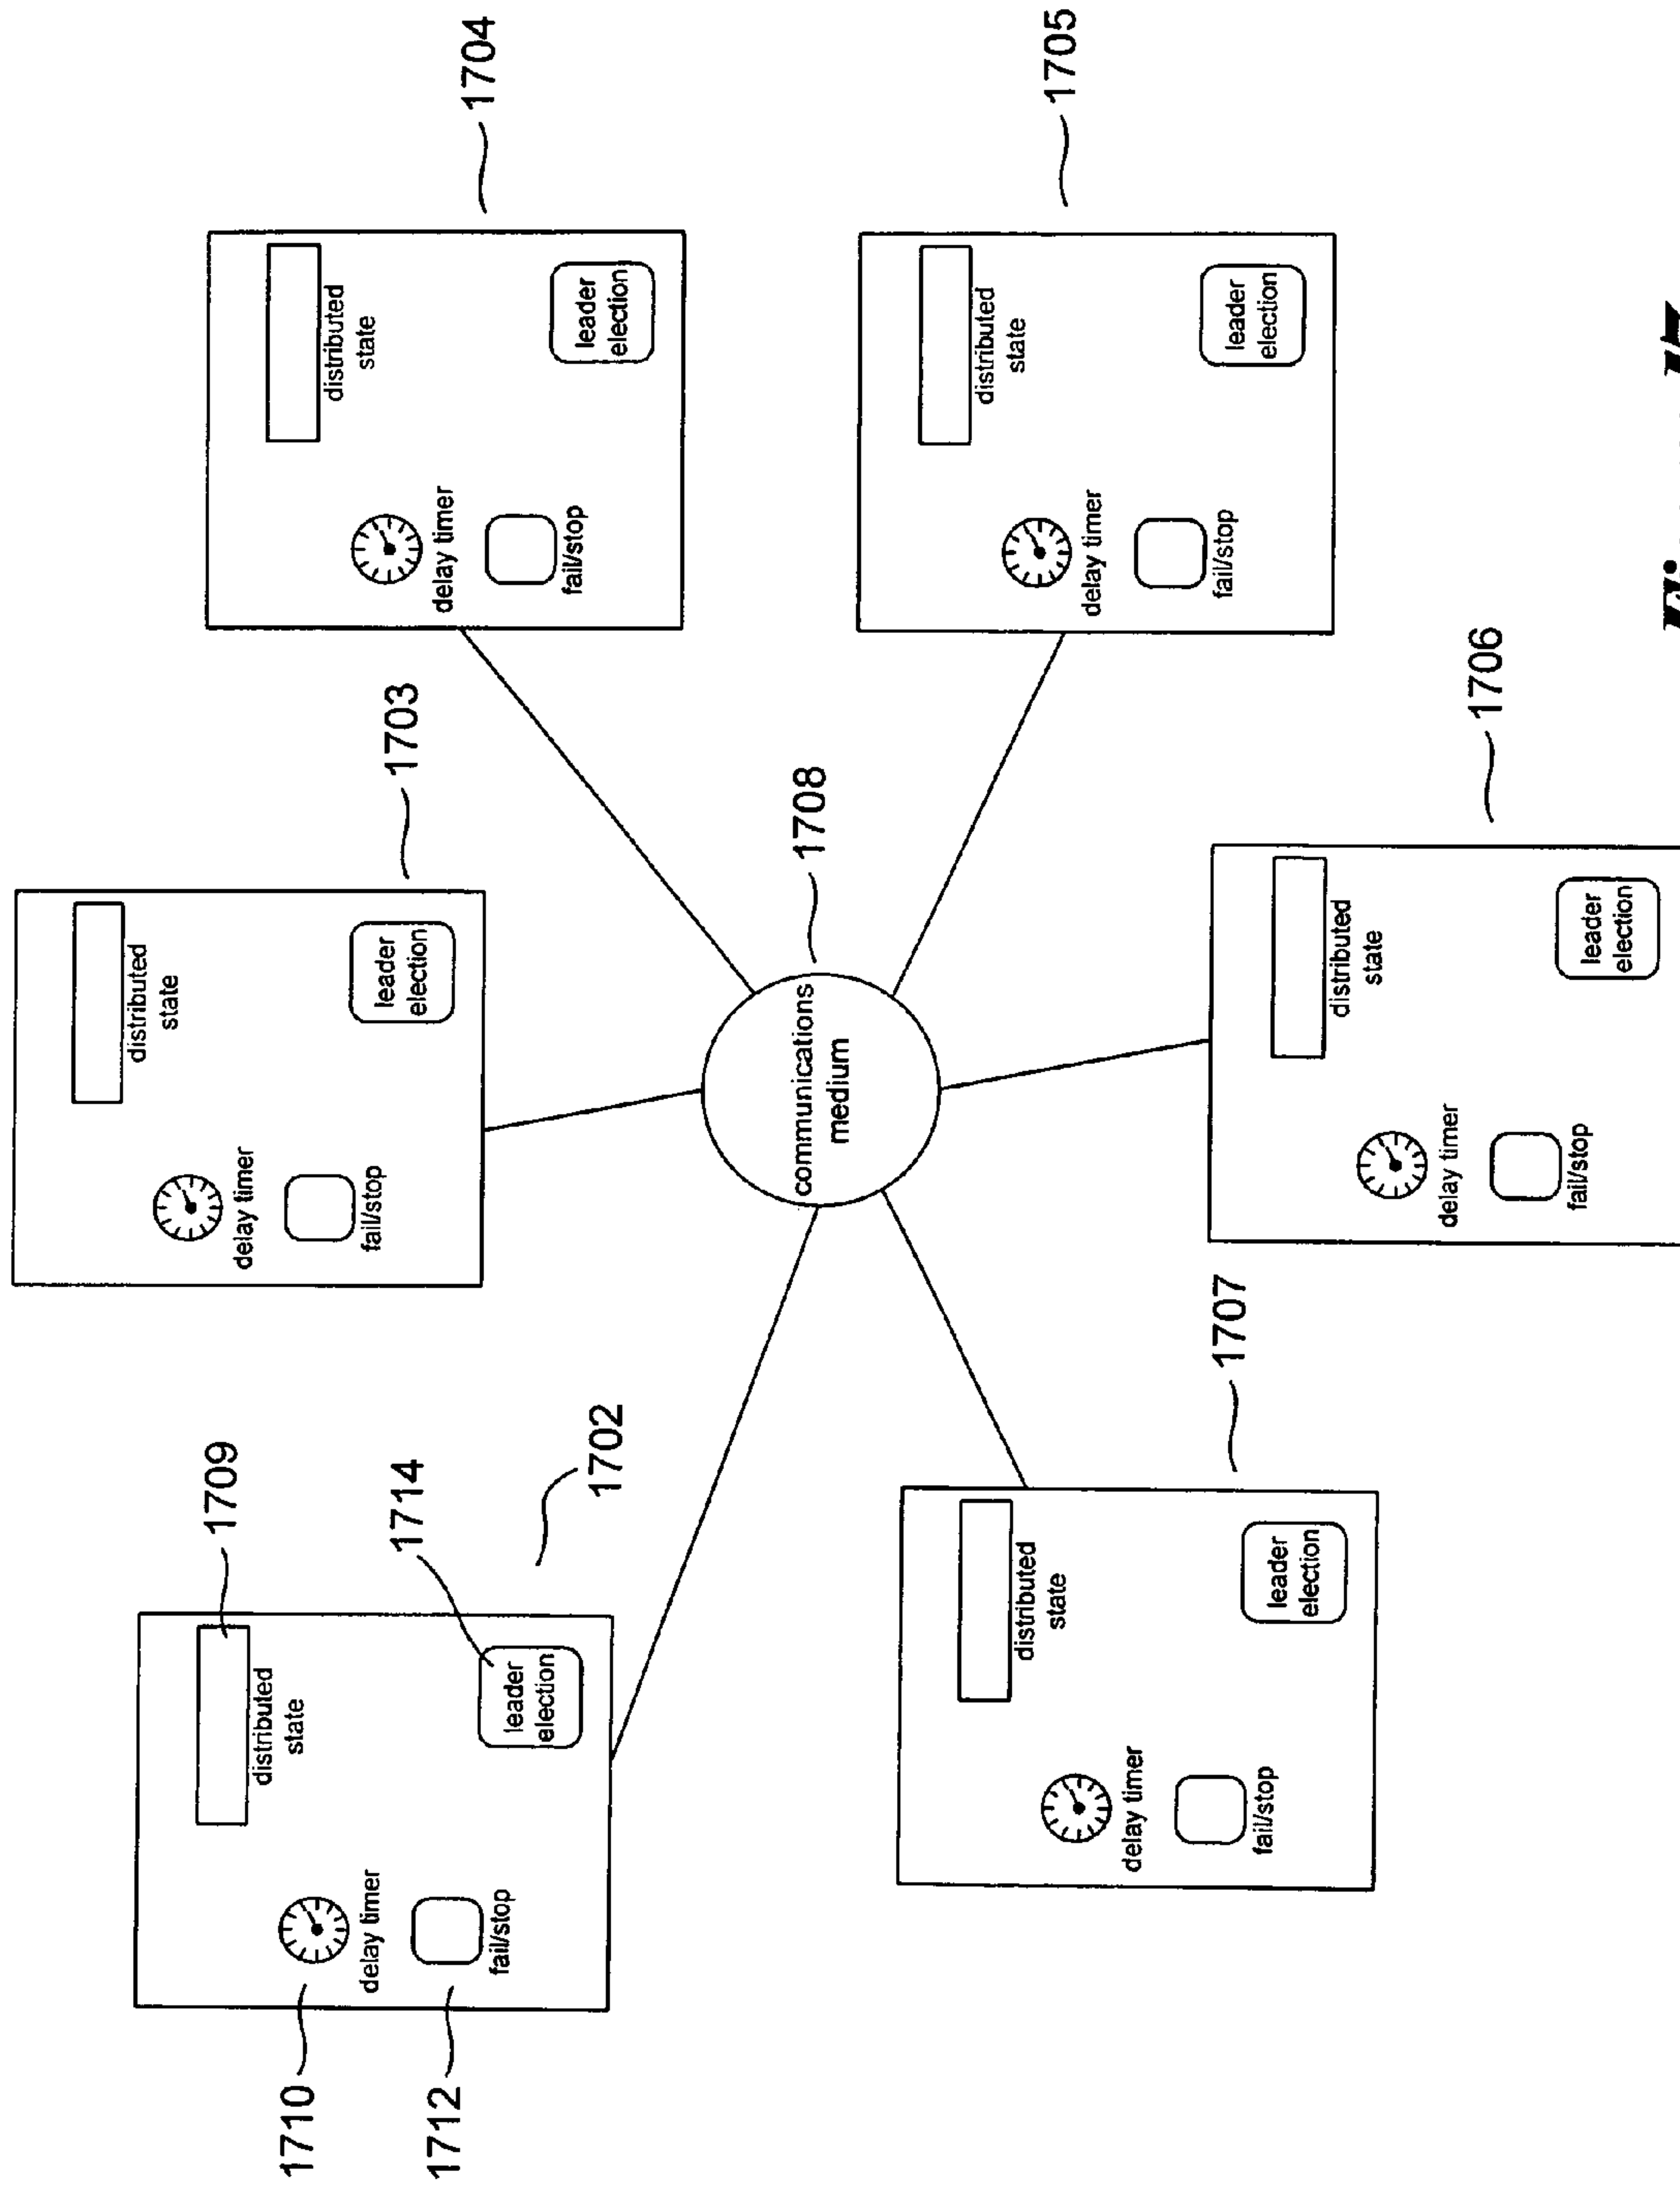 1703
distributed
state
delay timer
fail/stop
leader
election
1709
distributed
state
1710
delay timer
1714
1712
fail/stop
leader
election
1702
1704
distributed
state
delay timer
fail/stop
leader
election
communications
medium
1708
1707
distributed
state
delay timer
fail/stop
leader
election
1705
distributed
state
delay timer
fail/stop
leader
election
1706
distributed
state
delay timer
fail/stop
leader
election